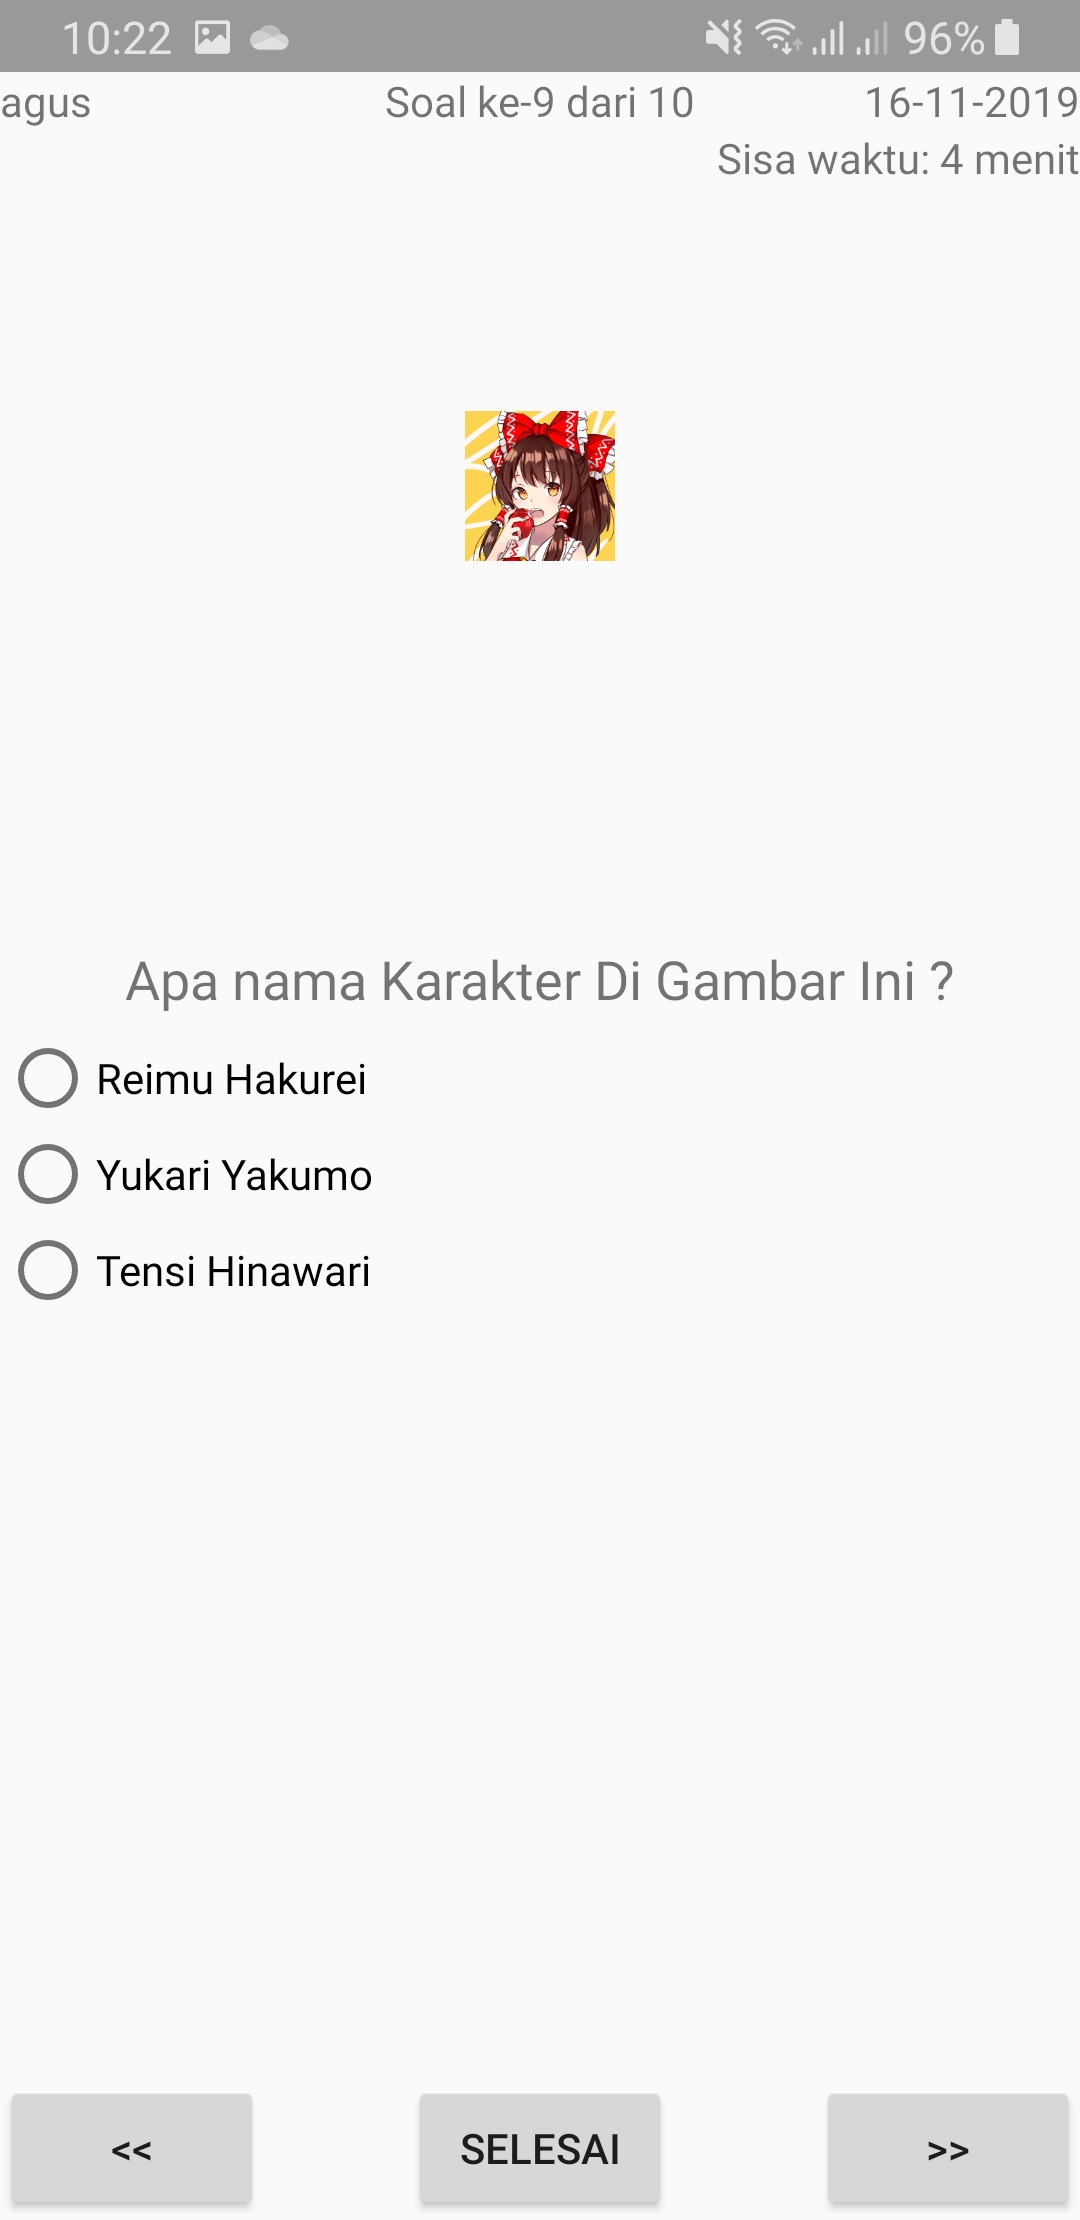 10:22 96%
agus Soal ke-9 dari 10 16-11-2019
Sisa waktu: 4 menit
Apa nama Karakter Di Gambar Ini ?
Reimu Hakurei
Yukari Yakumo
Tensi Hinawari
<< SELESAI >>